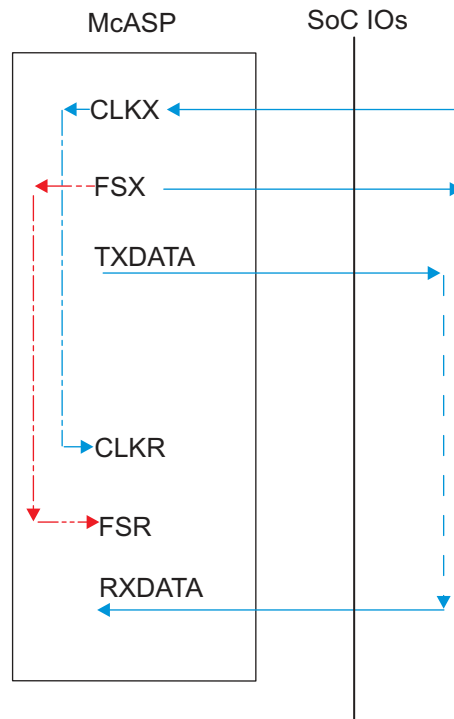 McASP
SoC IOs
CLKX
FSX
TXDATA
CLKR
FSR
RXDATA